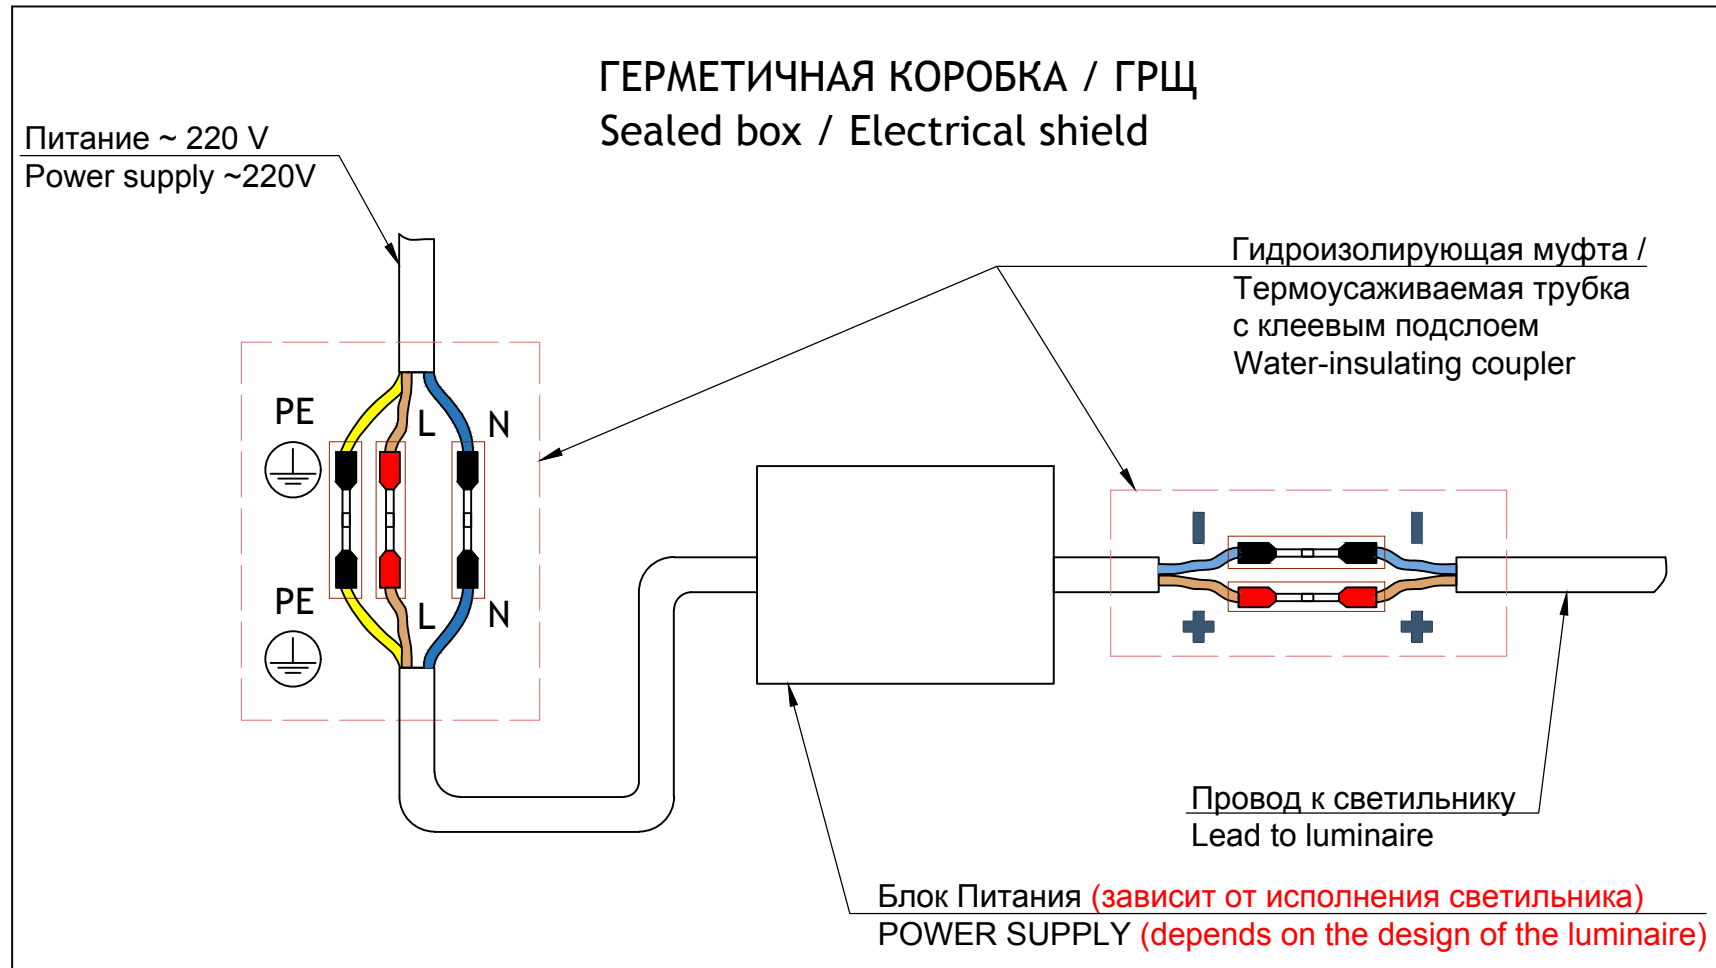 ГЕРМЕТИЧНАЯ КОРОБКА / ГРЩ
Sealed box / Electrical shield
Питание ~ 220 V
Power supply ~220V
Гидроизолирующая муфта /
Термоусаживаемая трубка
с клеевым подслоем
Water-insulating coupler
PE
L
N
PE
L
N
Провод к светильнику
Lead to luminaire
Блок Питания (зависит от исполнения светильника)
POWER SUPPLY (depends on the design of the luminaire)